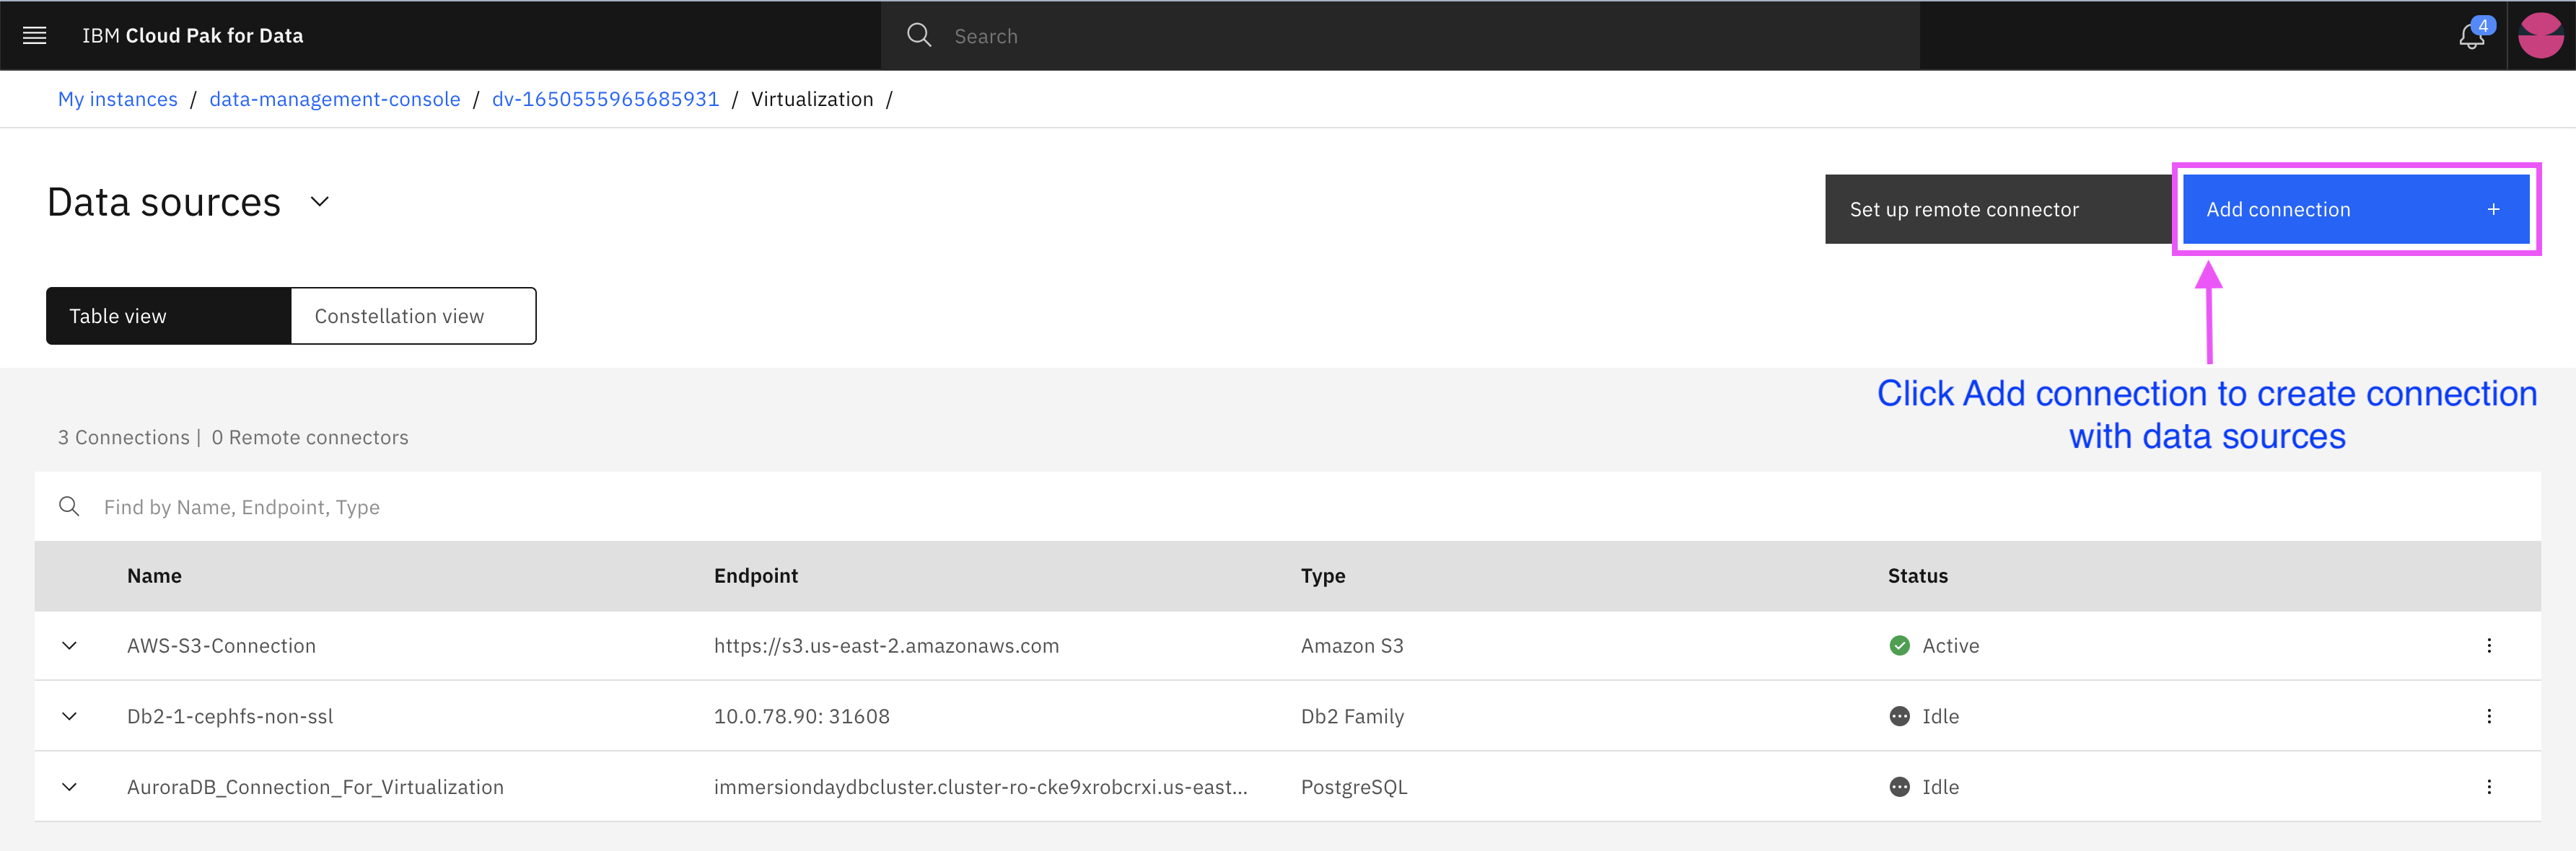 IBM Cloud Pak for Data
Search
4
My instances / data-management-console / dv-1650555965685931 / Virtualization /
Data sources
Set up remote connector
Add connection +
Table view
Constellation view
Click Add connection to create connection
with data sources
3 Connections | 0 Remote connectors
Find by Name, Endpoint, Type
Name Endpoint Type Status
AWS-S3-Connection https://s3.us-east-2.amazonaws.com Amazon S3 Active
Db2-1-cephfs-non-ssl 10.0.78.90: 31608 Db2 Family Idle
AuroraDB_Connection_For_Virtualization immersiondaydbcluster.cluster-ro-cke9xrobcrxi.us-east... PostgreSQL Idle